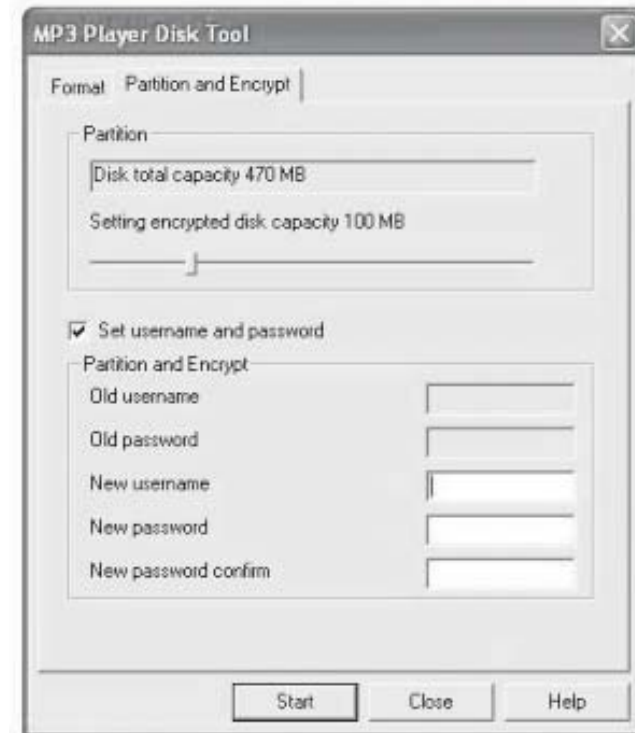 MP3 Player Disk Tool
Format Partition and Encrypt
Partition
Disk total capacity 470 MB
Setting encrypted disk capacity 100 MB
Set username and password
Partition and Encrypt
Old username
Old password
New username
New password
New password confirm
Start Close Help